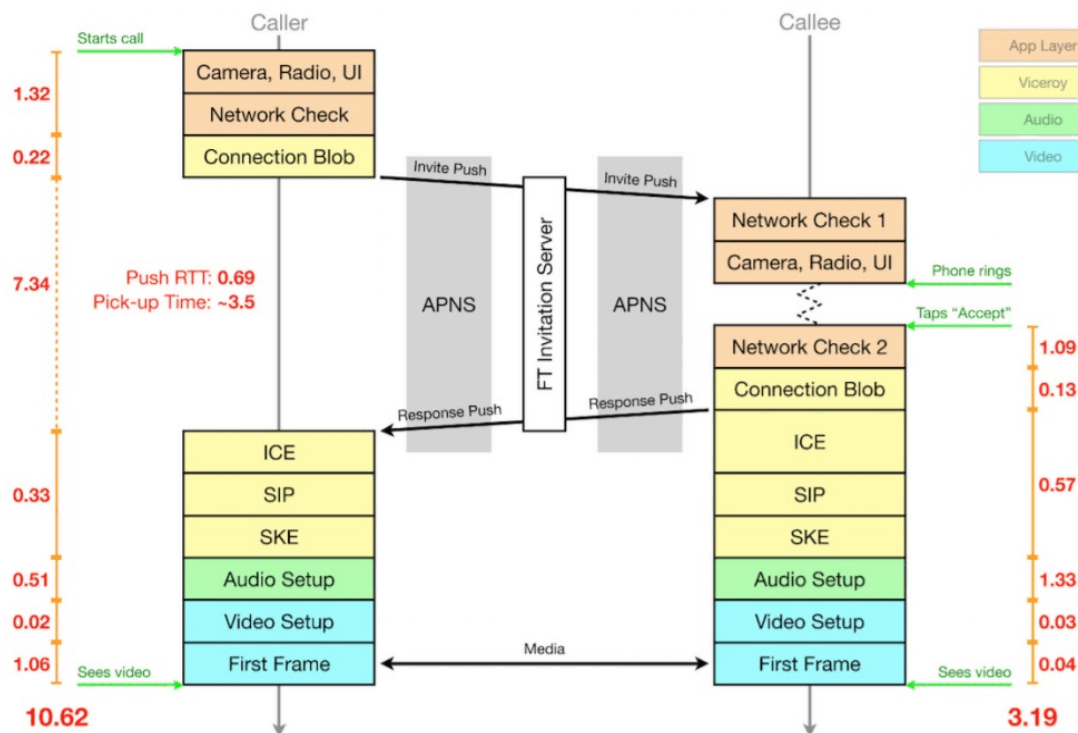 Caller
Callee
Starts call
App Layer
Viceroy
Audio
Video
1.32
0.22
7.34
0.33
0.51
0.02
1.06
10.62
Camera, Radio, UI
Network Check
Connection Blob
Push RTT: 0.69
Pick-up Time: ~3.5
Invite Push
Invite Push
APNS
FT Invitation Server
APNS
Response Push
Response Push
Network Check 1
Camera, Radio, UI
Phone rings
Taps “Accept”
Network Check 2
Connection Blob
ICE
SIP
SKE
Audio Setup
Video Setup
First Frame
ICE
SIP
SKE
Audio Setup
Video Setup
First Frame
Media
Sees video
Sees video
1.09
0.13
0.57
1.33
0.03
0.04
3.19